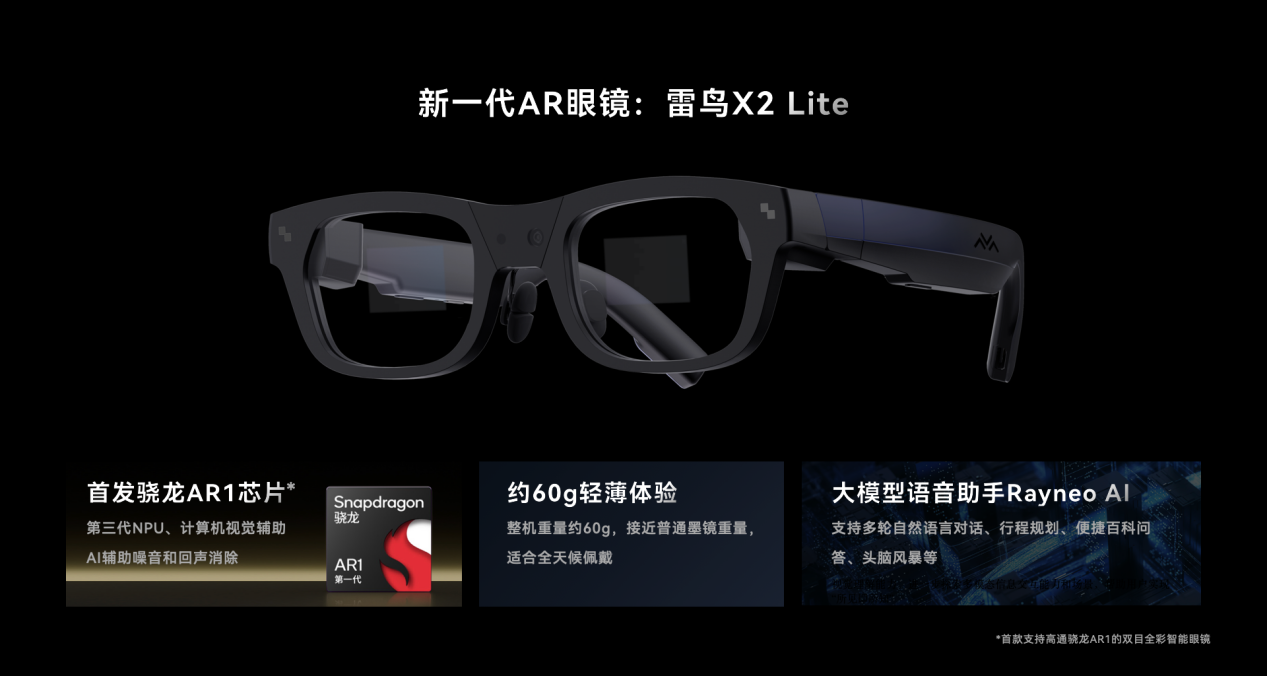 新一代AR眼镜：雷鸟X2 Lite
首发骁龙AR1芯片*
第三代NPU、计算机视觉辅助
AI辅助噪音和回声消除
Snapdragon
骁龙
AR1
第一代
约60g轻薄体验
整机重量约60g，接近普通墨镜重量，
适合全天候佩戴
大模型语音助手Rayneo AI
支持多轮自然语言对话、行程规划、便捷百科问
答、头脑风暴等
*首款支持高通骁龙AR1的双目全彩智能眼镜